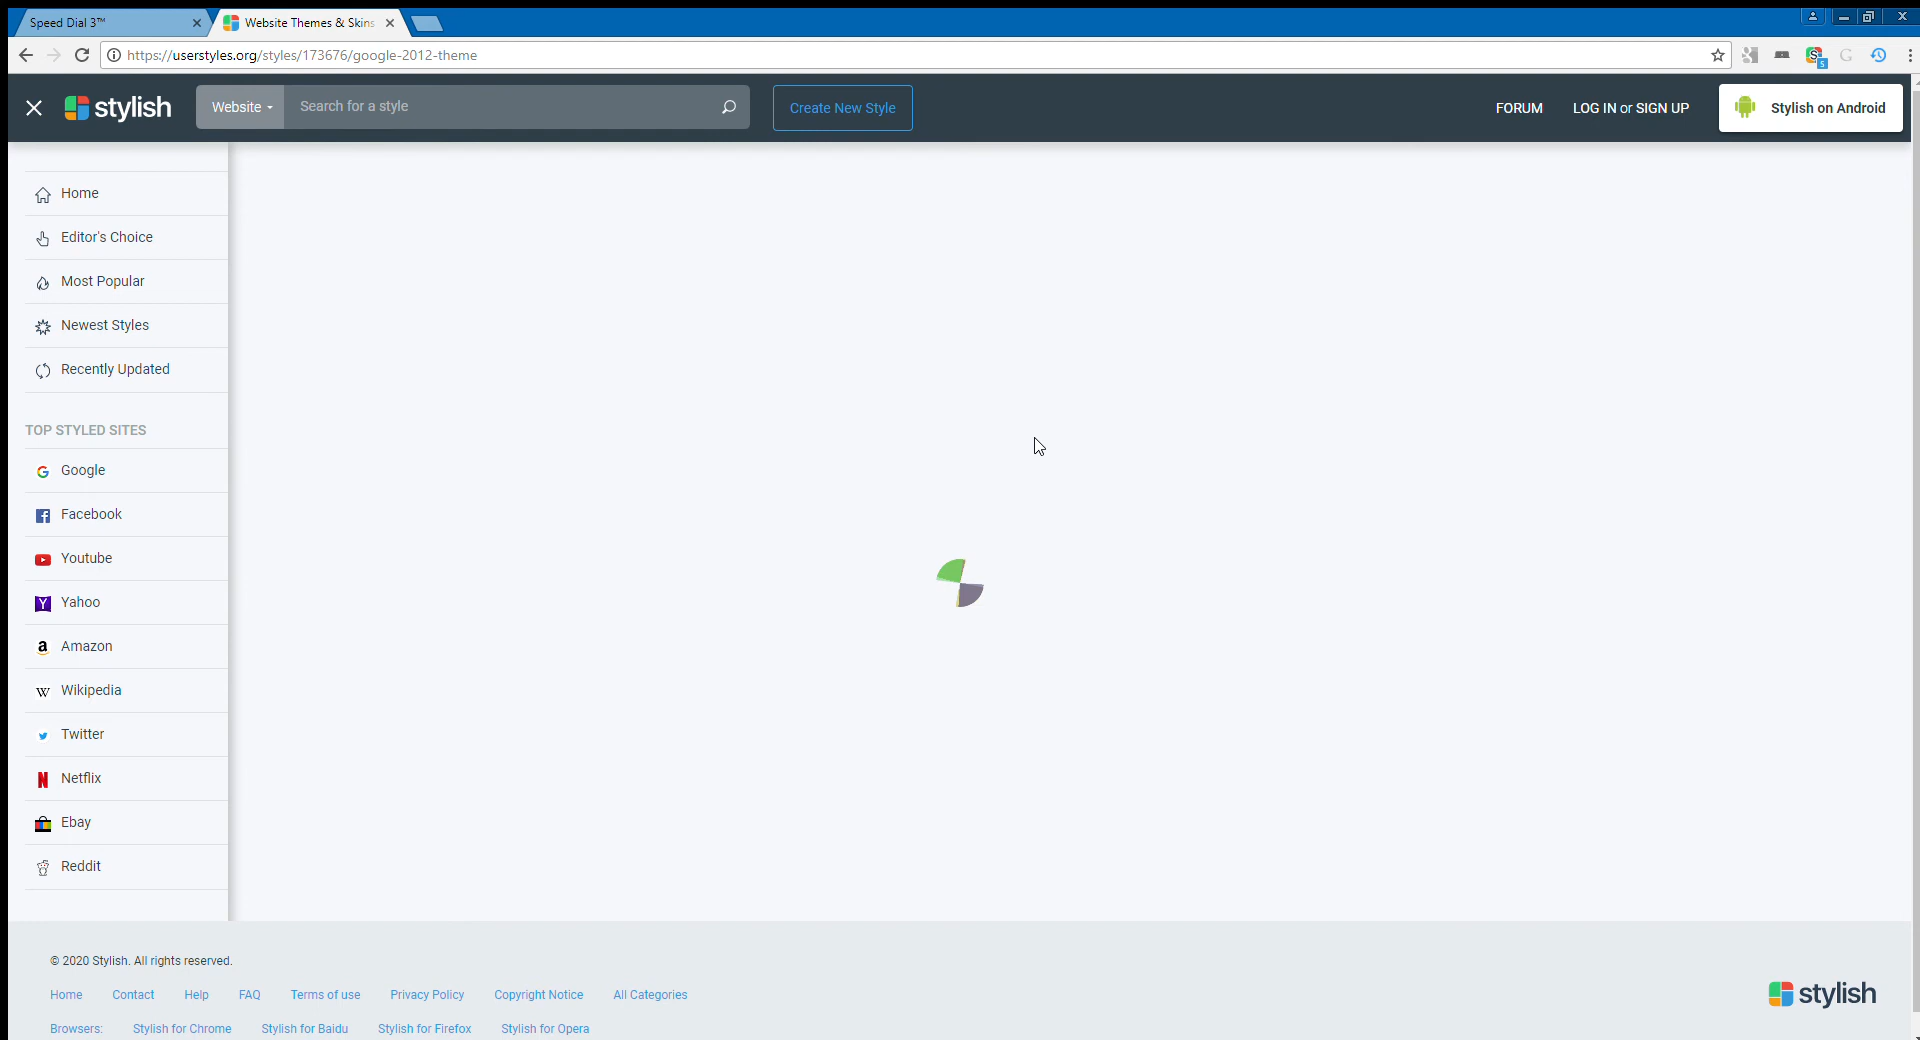 Speed Dial 3™
Website Themes & Skins
https://userstyles.org/styles/173676/google-2012-theme
stylish
Website
Search for a style
Create New Style
FORUM
LOG IN or SIGN UP
Stylish on Android
Home
Editor's Choice
Most Popular
Newest Styles
Recently Updated
TOP STYLED SITES
Google
Facebook
Youtube
Yahoo
Amazon
Wikipedia
Twitter
Netflix
Ebay
Reddit
© 2020 Stylish. All rights reserved.
Home Contact Help FAQ Terms of use Privacy Policy Copyright Notice All Categories
stylish
Browsers: Stylish for Chrome Stylish for Baidu Stylish for Firefox Stylish for Opera